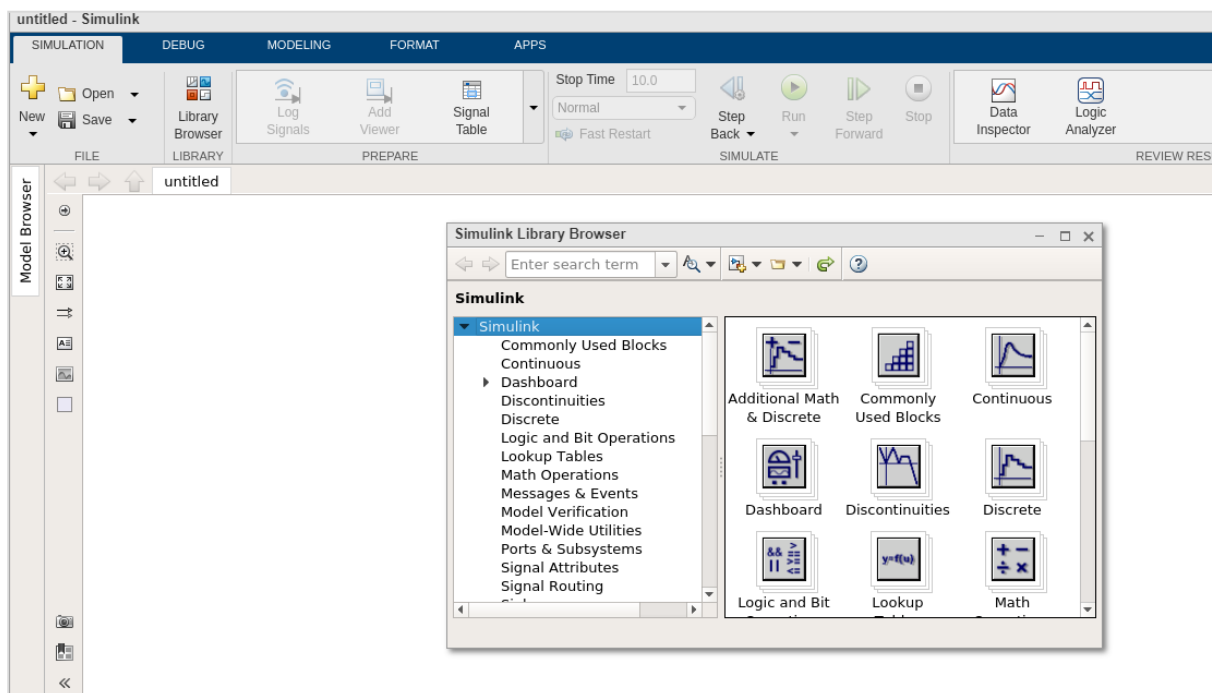 untitled - Simulink
SIMULATION DEBUG MODELING FORMAT APPS
New
Open
Save
FILE
Library
Browser
LIBRARY
Log
Signals
Add
Viewer
Signal
Table
PREPARE
Stop Time 10.0
Normal
Fast Restart
Step
Back
Run
Step
Forward
Stop
SIMULATE
Data
Inspector
Logic
Analyzer
REVIEW RES
Model Browser
untitled
Simulink Library Browser
Enter search term
Simulink
Simulink
Commonly Used Blocks
Continuous
Dashboard
Discontinuities
Discrete
Logic and Bit Operations
Lookup Tables
Math Operations
Messages & Events
Model Verification
Model-Wide Utilities
Ports & Subsystems
Signal Attributes
Signal Routing
Additional Math
& Discrete
Commonly
Used Blocks
Continuous
Dashboard
Discontinuities
Discrete
&& >
|| ==
<=
Logic and Bit
y=f(u)
Lookup
+ −
÷ ×
Math